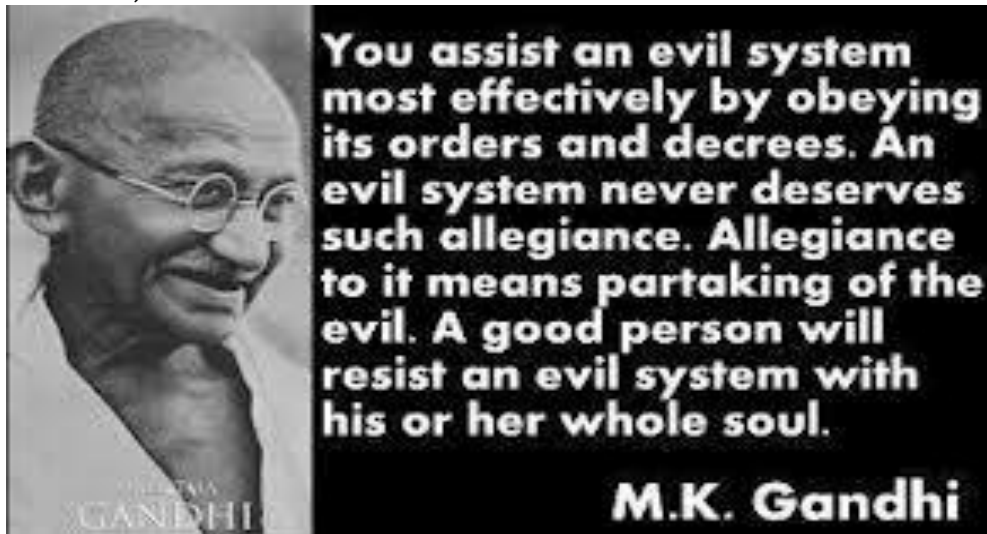 You assist an evil system
most effectively by obeying
its orders and decrees. An
evil system never deserves
such allegiance. Allegiance
to it means partaking of the
evil. A good person will
resist an evil system with
his or her whole soul.
M.K. Gandhi
GANDHI